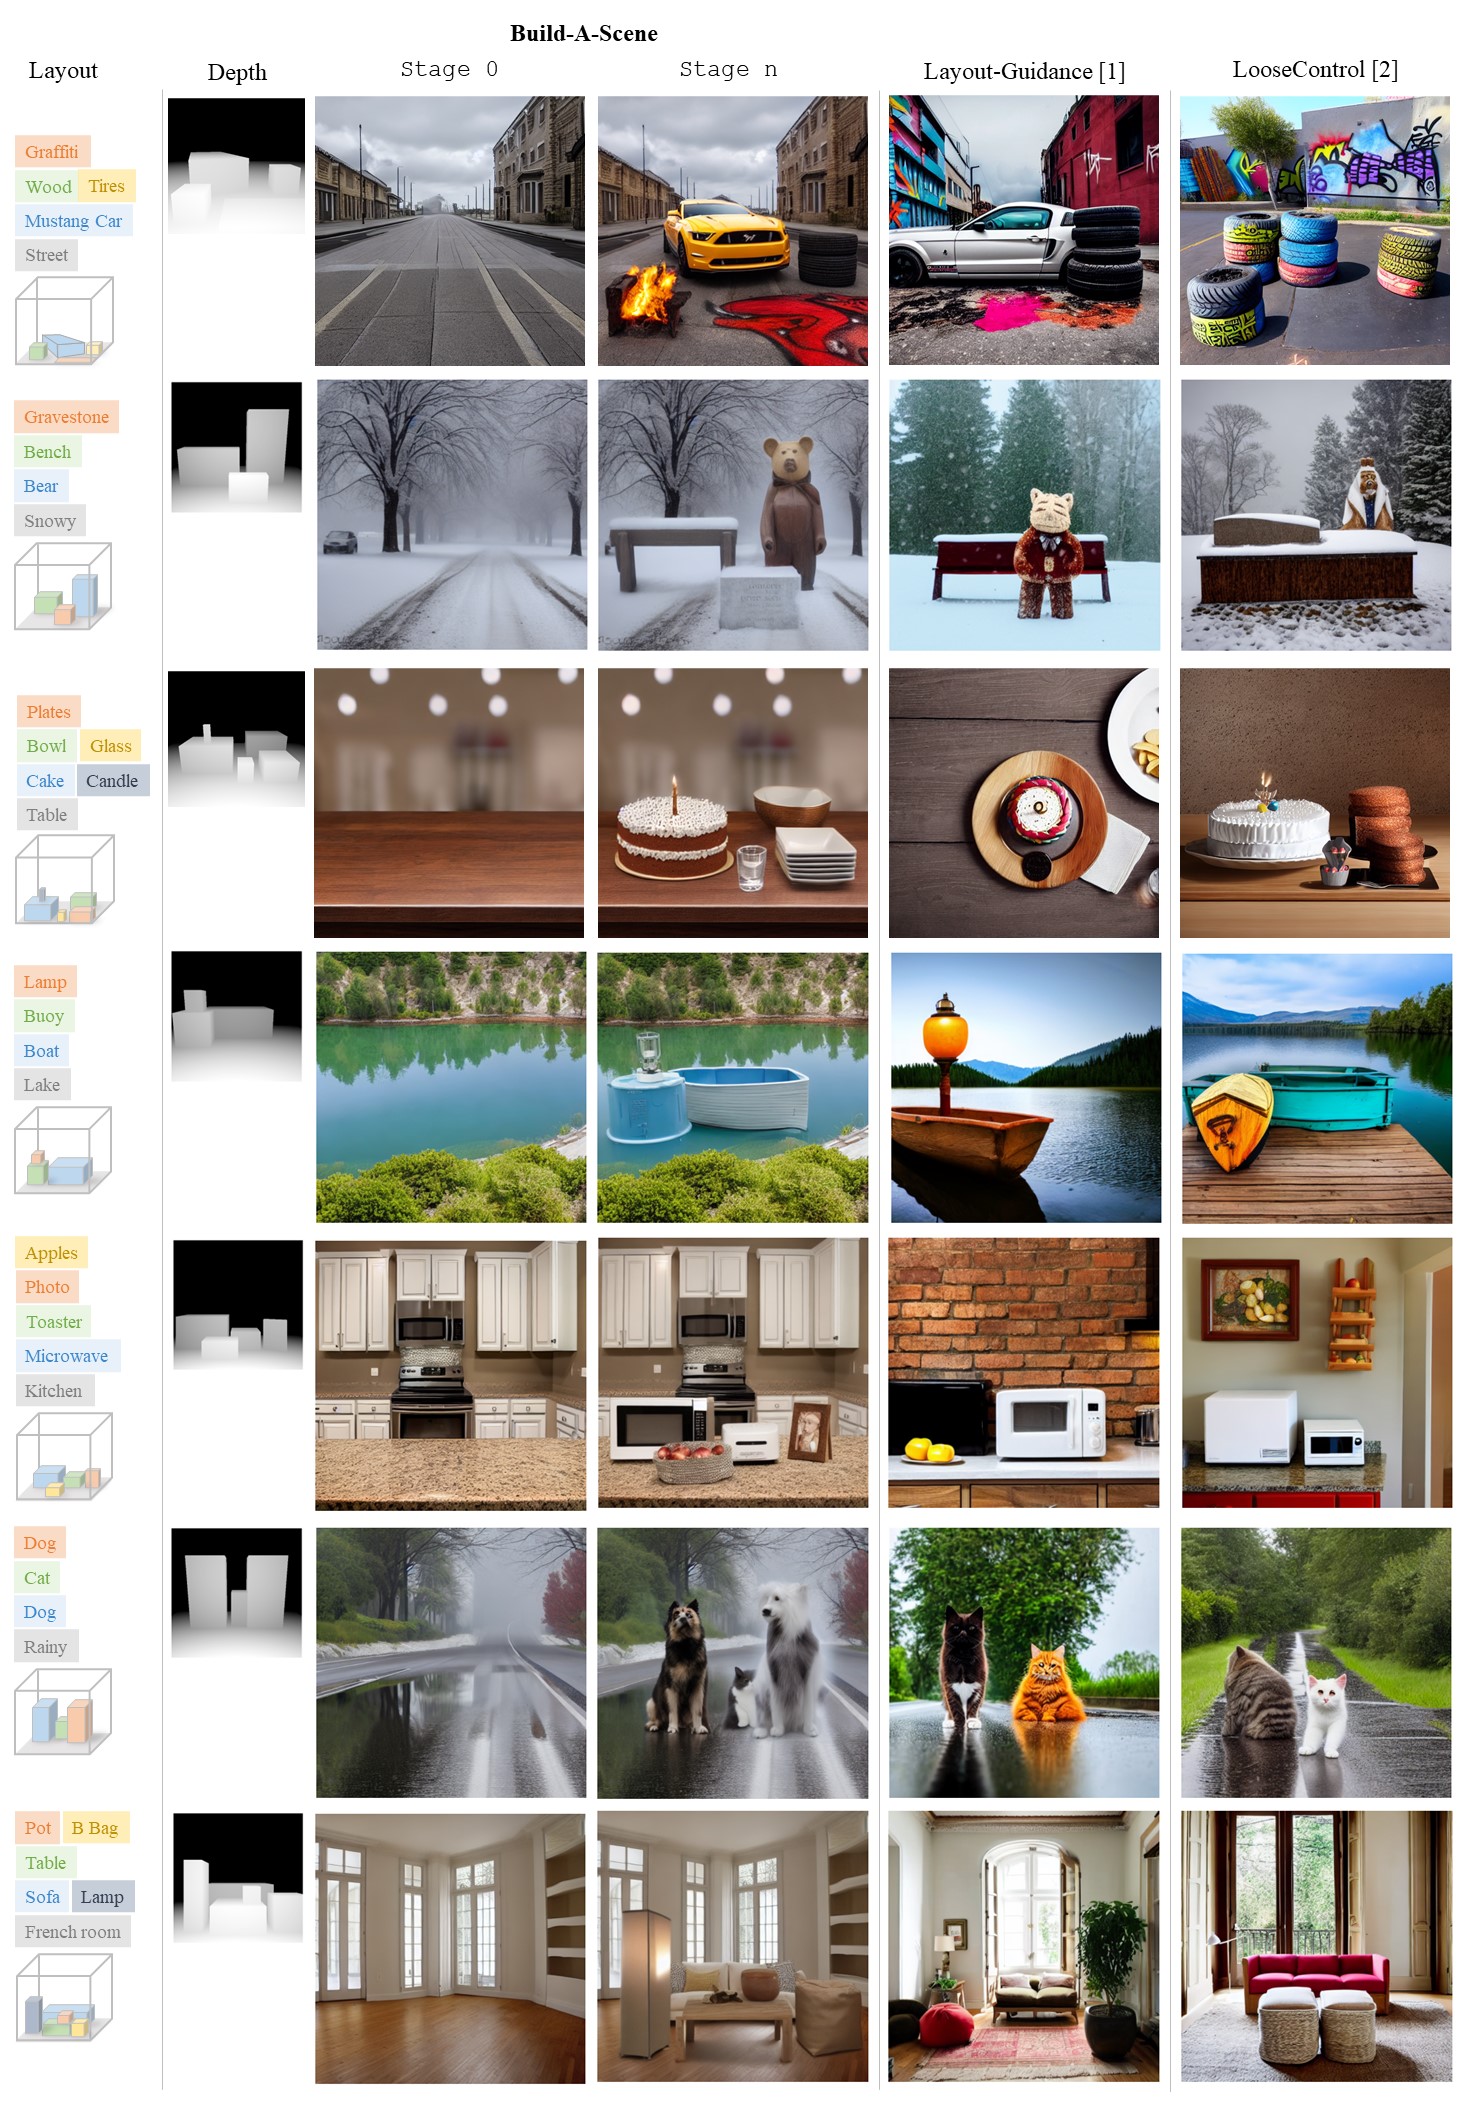 Build-A-Scene
Layout
Depth
Stage 0
Stage n
Layout-Guidance [1]
LooseControl [2]
Graffiti
Wood Tires
Mustang Car
Street
Gravestone
Bench
Bear
Snowy
Plates
Bowl Glass
Cake Candle
Table
Lamp
Buoy
Boat
Lake
Apples
Photo
Toaster
Microwave
Kitchen
Dog
Cat
Dog
Rainy
Pot B Bag
Table
Sofa Lamp
French room